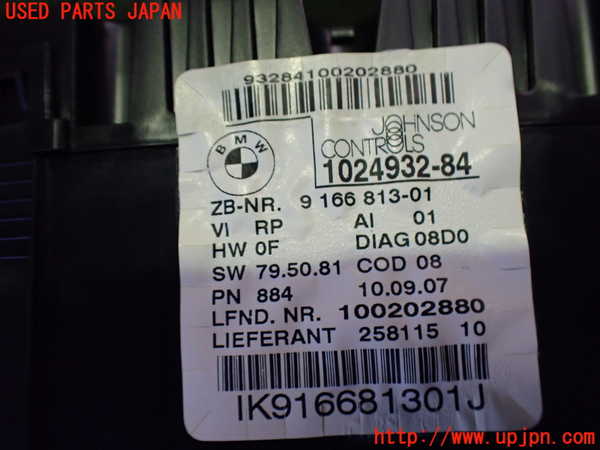 USED PARTS JAPAN
93284100202880
BMW
JOHNSON
CONTROLS
1024932-84
ZB-NR. 9 166 813-01
VI RP AI 01
HW 0F DIAG 08D0
SW 79.50.81 COD 08
PN 884 10.09.07
LFND. NR. 100202880
LIEFERANT 258115 10
IK916681301J
https://www.upjpn.com/